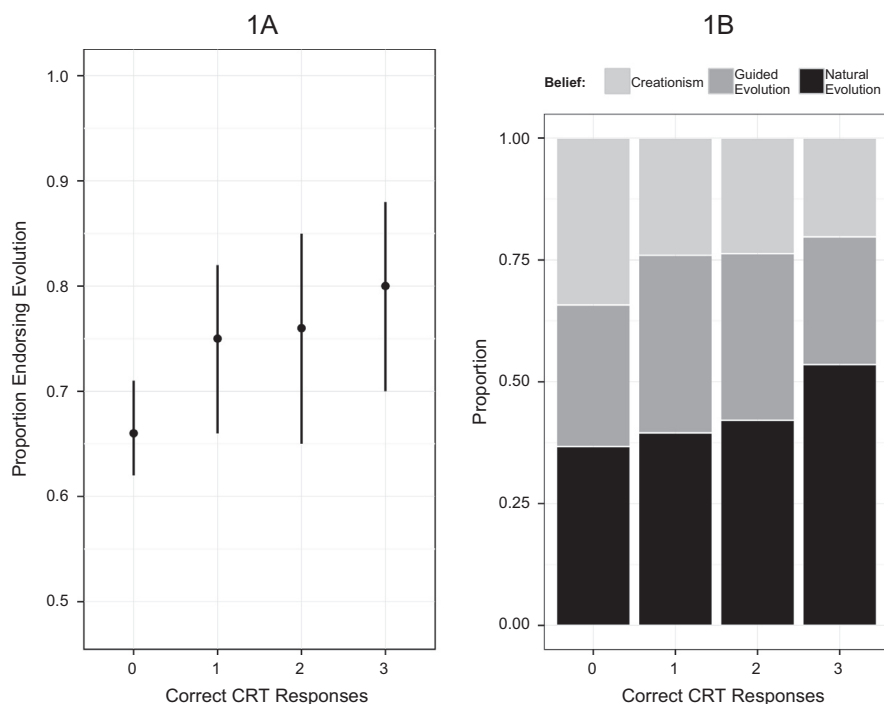 1A
1.0
0.9
0.8
0.7
0.6
0.5
Proportion Endorsing Evolution
0 1 2 3
Correct CRT Responses
1B
Belief: Creationism Guided Evolution Natural Evolution
1.00
0.75
0.50
0.25
0.00
Proportion
0 1 2 3
Correct CRT Responses